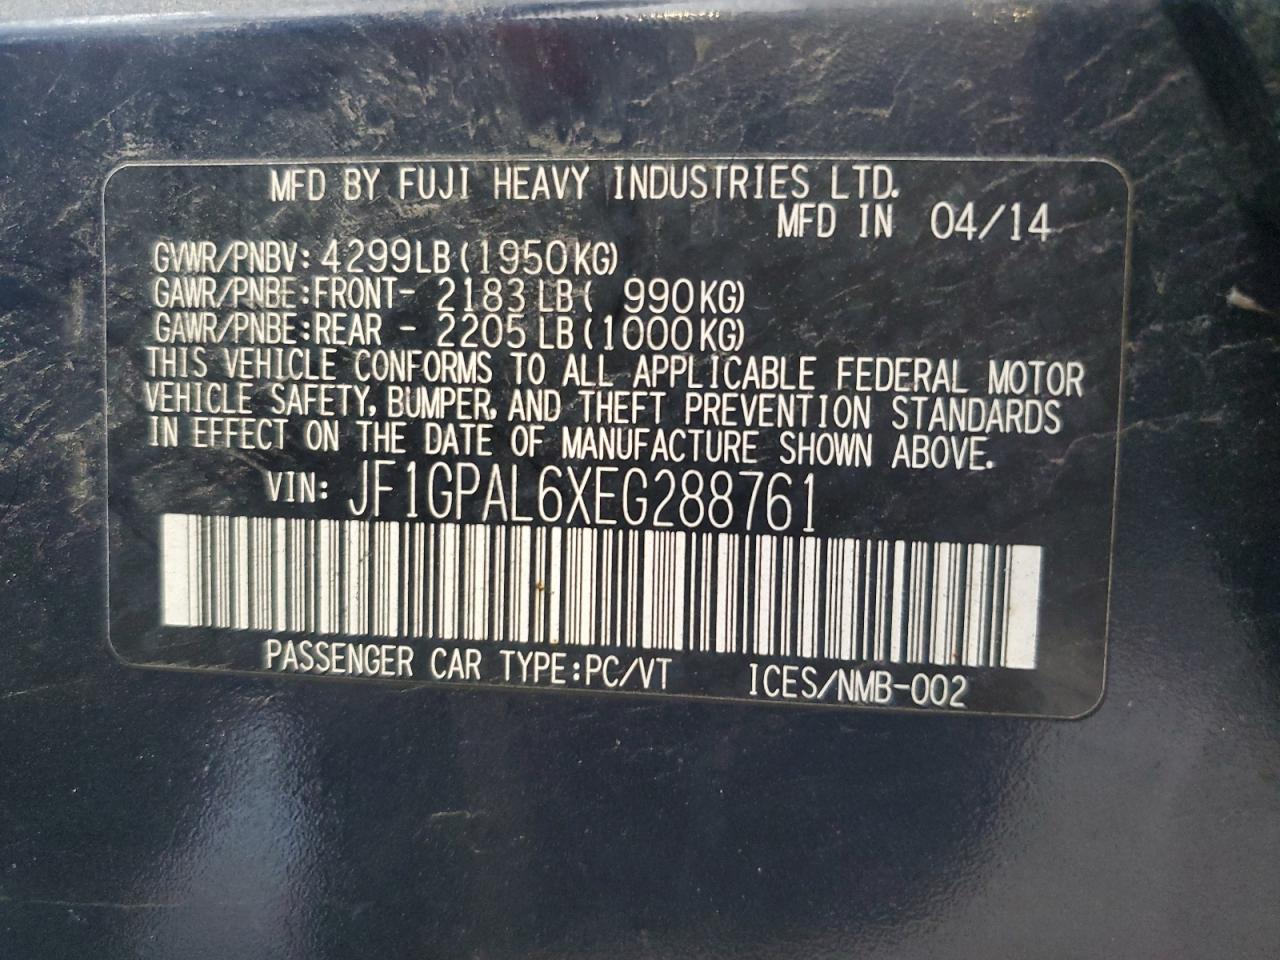 MFD BY FUJI HEAVY INDUSTRIES LTD.
MFD IN 04/14
GVWR/PNBV: 4299LB(1950KG)
GAWR/PNBE:FRONT- 2183LB( 990KG)
GAWR/PNBE:REAR - 2205LB(1000KG)
THIS VEHICLE CONFORMS TO ALL APPLICABLE FEDERAL MOTOR
VEHICLE SAFETY, BUMPER, AND THEFT PREVENTION STANDARDS
IN EFFECT ON THE DATE OF MANUFACTURE SHOWN ABOVE.
VIN: JF1GPAL6XEG288761
PASSENGER CAR TYPE:PC/VT ICES/NMB-002